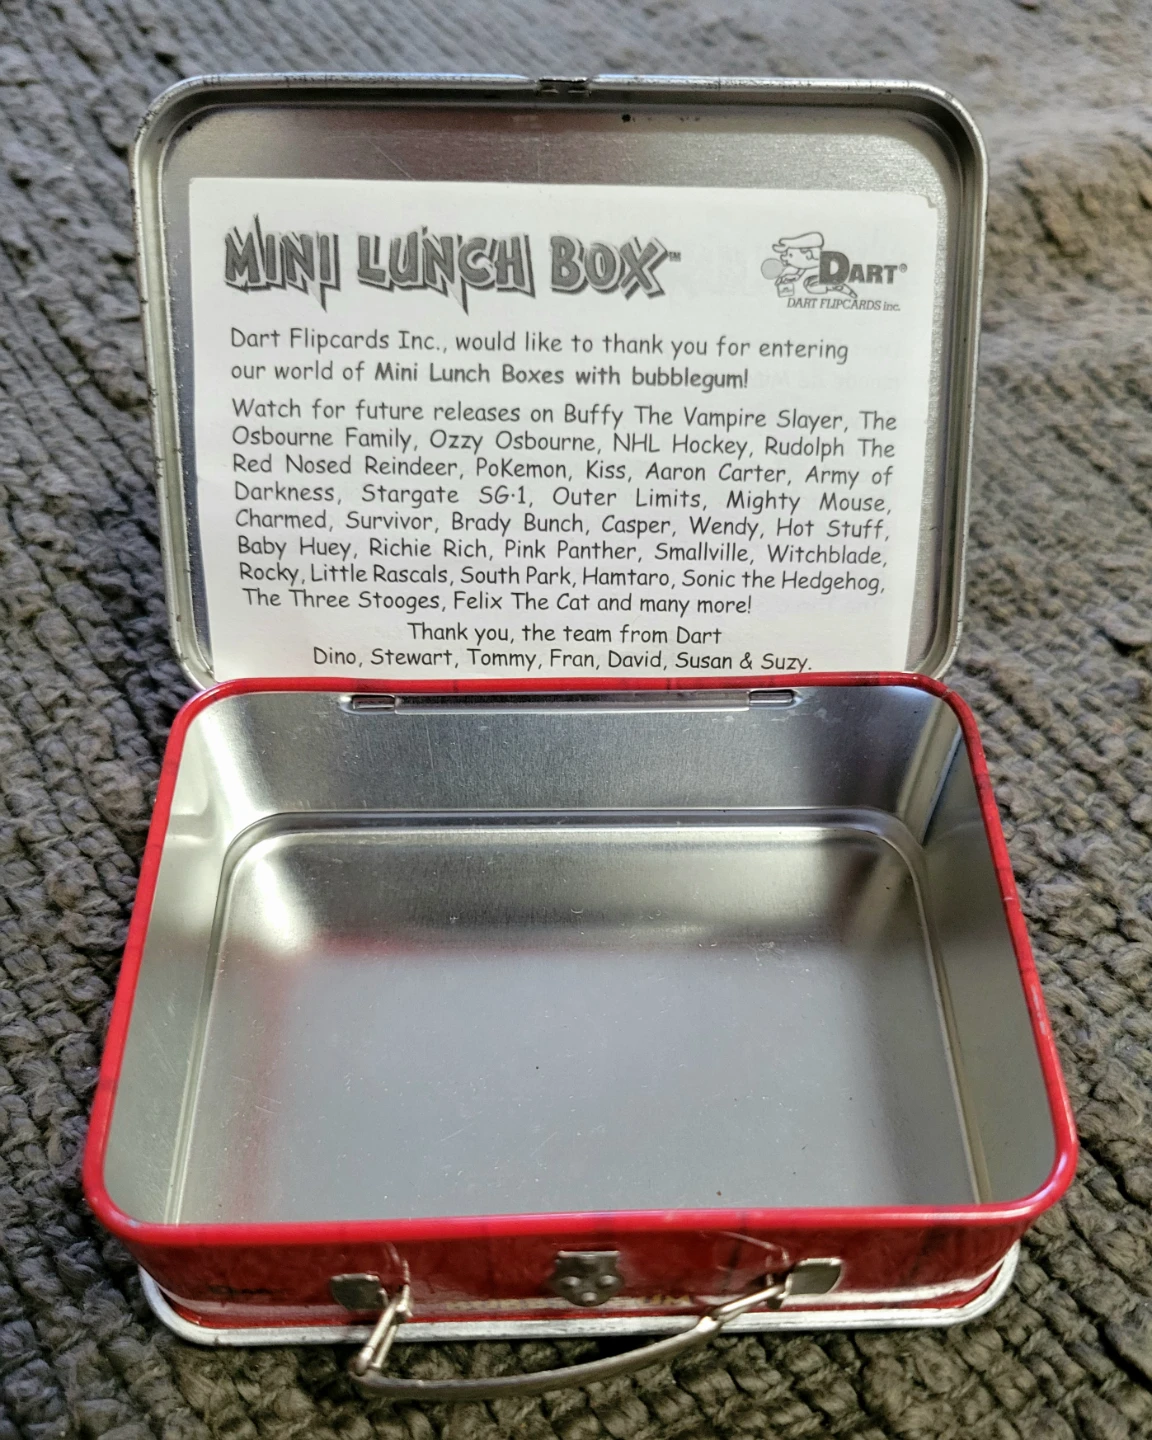 MINI LUNCH BOX™
DART®
DART FLIPCARDS Inc.
Dart Flipcards Inc., would like to thank you for entering
our world of Mini Lunch Boxes with bubblegum!
Watch for future releases on Buffy The Vampire Slayer, The
Osbourne Family, Ozzy Osbourne, NHL Hockey, Rudolph The
Red Nosed Reindeer, PoKemon, Kiss, Aaron Carter, Army of
Darkness, Stargate SG·1, Outer Limits, Mighty Mouse,
Charmed, Survivor, Brady Bunch, Casper, Wendy, Hot Stuff,
Baby Huey, Richie Rich, Pink Panther, Smallville, Witchblade,
Rocky, Little Rascals, South Park, Hamtaro, Sonic the Hedgehog,
The Three Stooges, Felix The Cat and many more!
Thank you, the team from Dart
Dino, Stewart, Tommy, Fran, David, Susan & Suzy.